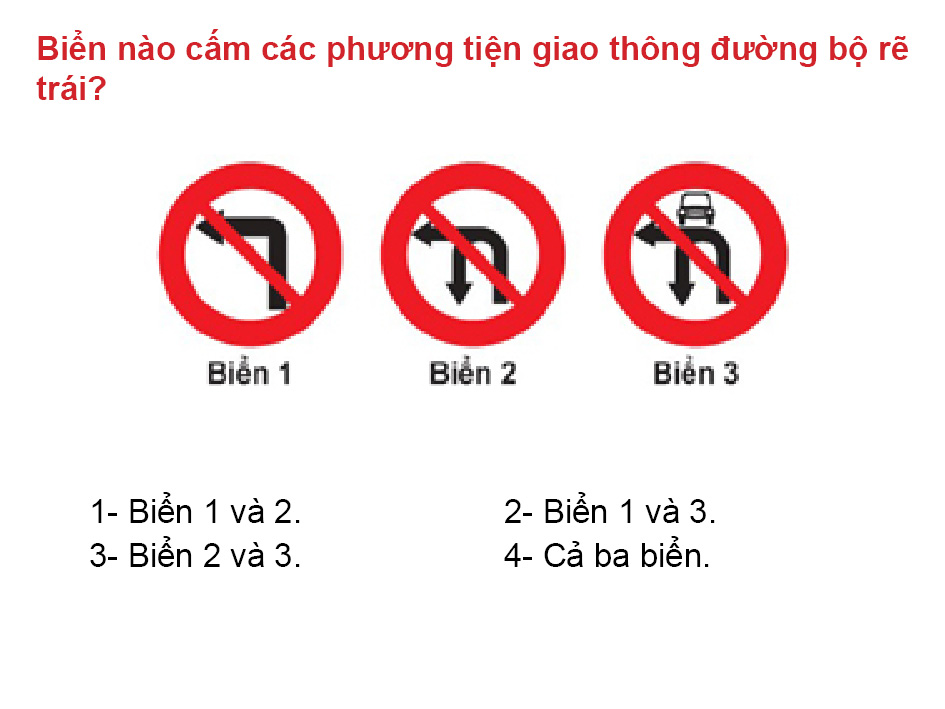 Biển nào cấm các phương tiện giao thông đường bộ rẽ
trái?
Biển 1
Biển 2
Biển 3
1- Biển 1 và 2.
2- Biển 1 và 3.
3- Biển 2 và 3.
4- Cả ba biển.